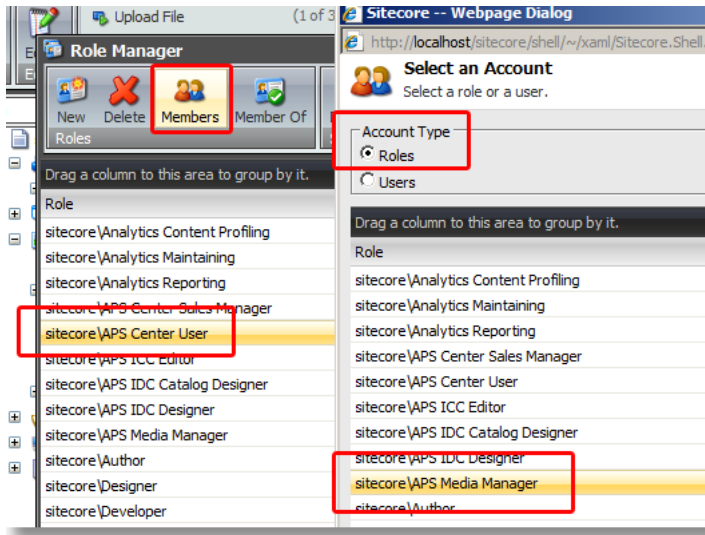 Upload File (1 of 3
Role Manager
New Delete Members Member Of
Roles
Drag a column to this area to group by it.
Role
sitecore\Analytics Content Profiling
sitecore\Analytics Maintaining
sitecore\Analytics Reporting
sitecore\APS Center Sales Manager
sitecore\APS Center User
sitecore\APS ICC Editor
sitecore\APS IDC Catalog Designer
sitecore\APS IDC Designer
sitecore\APS Media Manager
sitecore\Author
sitecore\Designer
sitecore\Developer
Sitecore -- Webpage Dialog
http://localhost/sitecore/shell/~/xaml/Sitecore.Shell.
Select an Account
Select a role or a user.
Account Type
Roles
Users
Drag a column to this area to group by it.
Role
sitecore\Analytics Content Profiling
sitecore\Analytics Maintaining
sitecore\Analytics Reporting
sitecore\APS Center Sales Manager
sitecore\APS Center User
sitecore\APS ICC Editor
sitecore\APS IDC Catalog Designer
sitecore\APS IDC Designer
sitecore\APS Media Manager
sitecore\Author